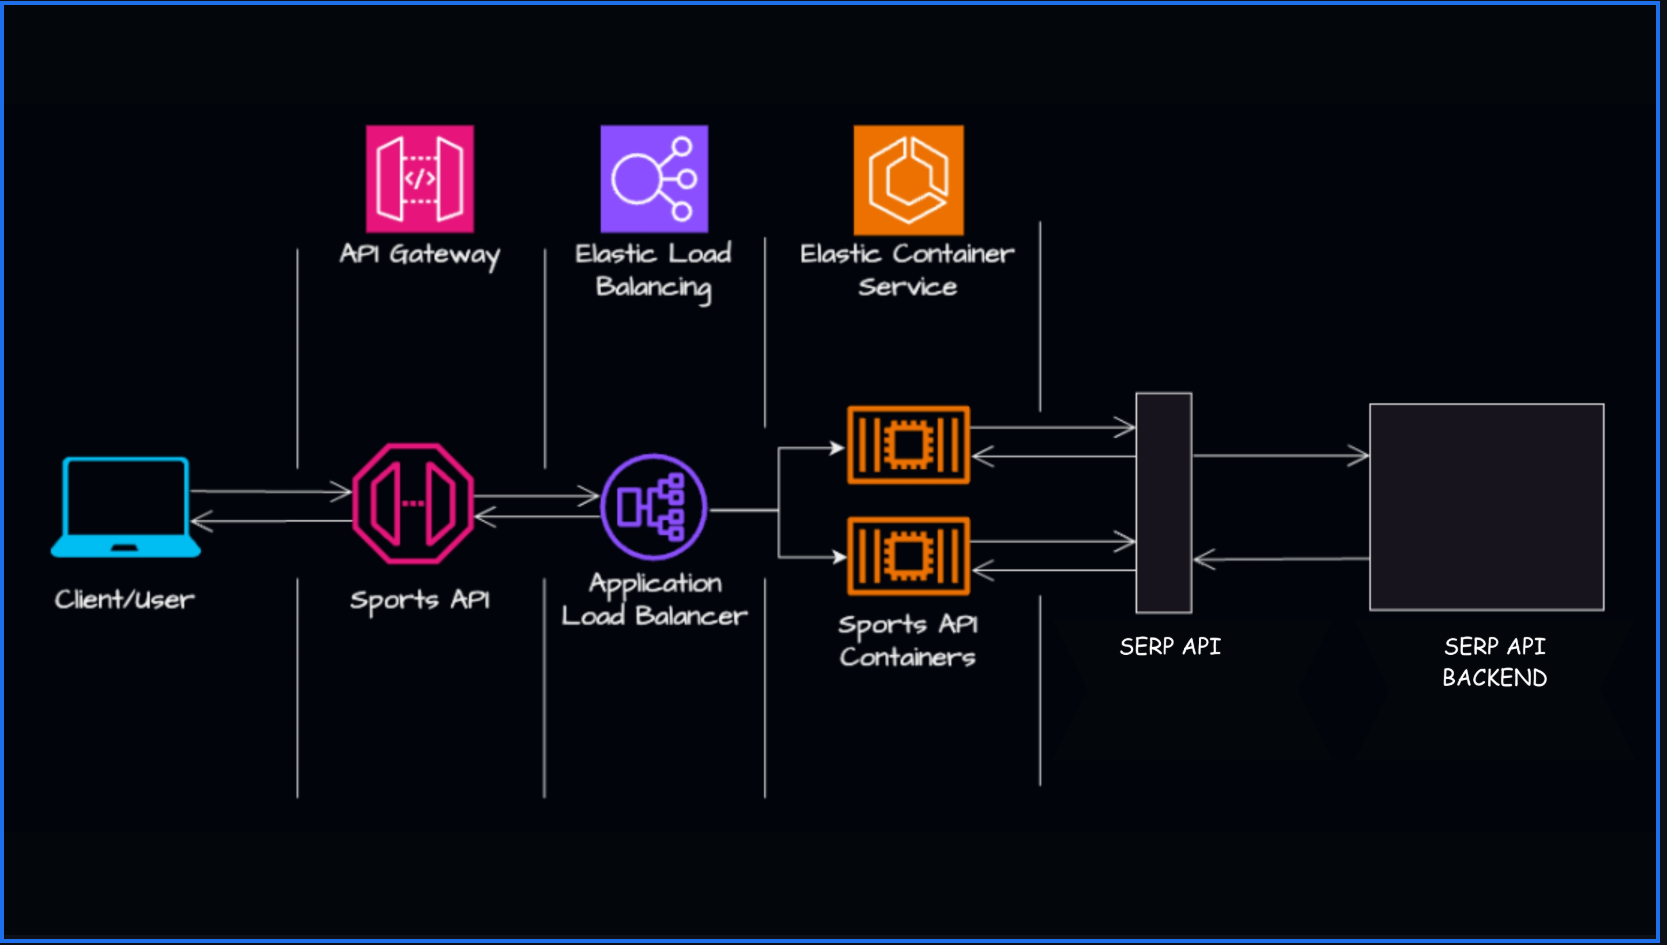 </>
API Gateway
Elastic Load
Balancing
Elastic Container
Service
Client/User
Sports API
Application
Load Balancer
Sports API
Containers
SERP API
SERP API
BACKEND